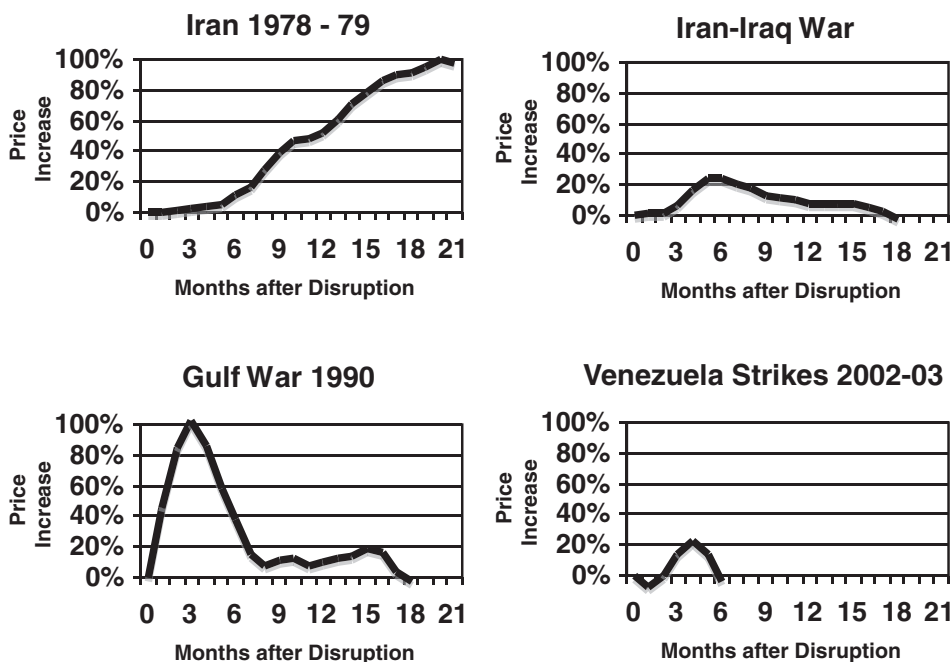 Iran 1978 - 79
100%
80%
60%
40%
20%
0%
Price
Increase
0 3 6 9 12 15 18 21
Months after Disruption
Iran-Iraq War
100%
80%
60%
40%
20%
0%
Price
Increase
0 3 6 9 12 15 18 21
Months after Disruption
Gulf War 1990
100%
80%
60%
40%
20%
0%
Price
Increase
0 3 6 9 12 15 18 21
Months after Disruption
Venezuela Strikes 2002-03
100%
80%
60%
40%
20%
0%
Price
Increase
0 3 6 9 12 15 18 21
Months after Disruption